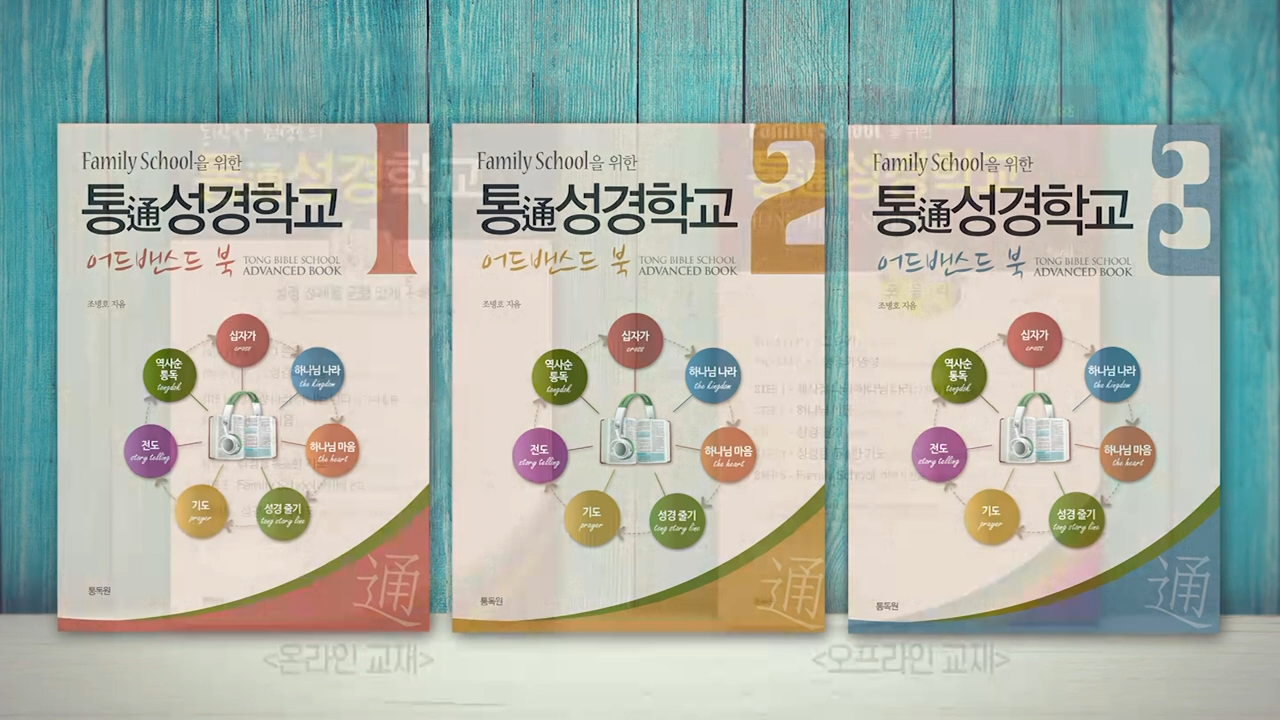 Family School을 위한
1
통通성경학교
어드밴스드 북
TONG BIBLE SCHOOL
ADVANCED BOOK
조병호 지음
십자가
cross
하나님 나라
the kingdom
하나님 마음
the heart
성경 줄기
tong story line
기도
prayer
전도
story telling
역사순
통독
tongdok
통독원
通
Family School을 위한
2
통通성경학교
어드밴스드 북
TONG BIBLE SCHOOL
ADVANCED BOOK
조병호 지음
십자가
cross
하나님 나라
the kingdom
하나님 마음
the heart
성경 줄기
tong story line
기도
prayer
전도
story telling
역사순
통독
tongdok
통독원
通
Family School을 위한
3
통通성경학교
어드밴스드 북
TONG BIBLE SCHOOL
ADVANCED BOOK
조병호 지음
십자가
cross
하나님 나라
the kingdom
하나님 마음
the heart
성경 줄기
tong story line
기도
prayer
전도
story telling
역사순
통독
tongdok
통독원
通
<온라인 교재>
<오프라인 교재>